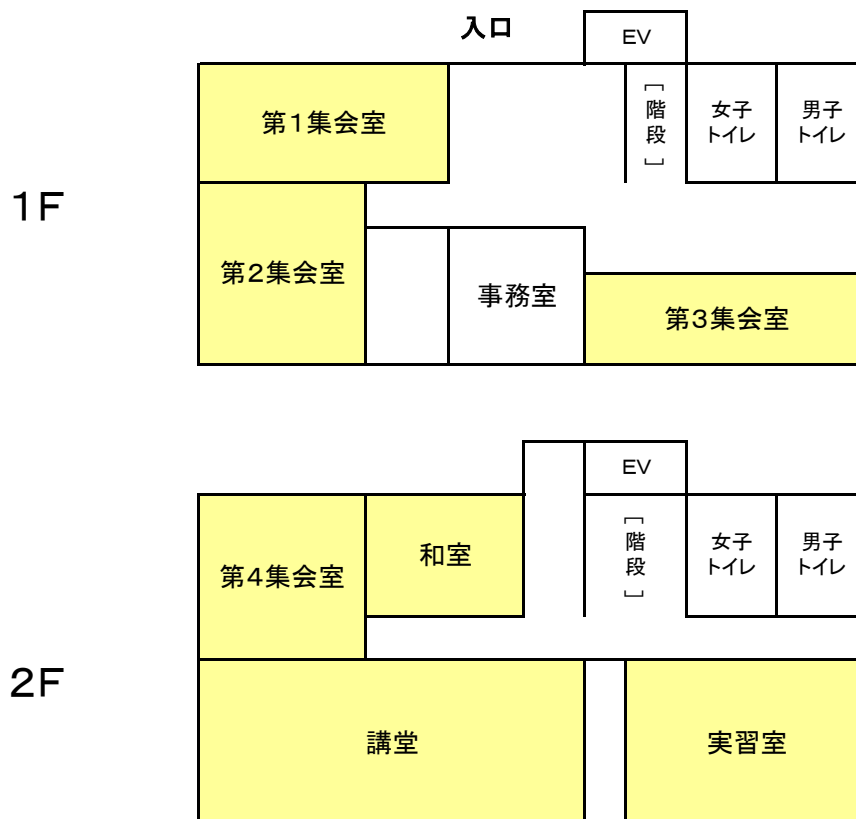 入口
EV
第1集会室
［階段］
女子
トイレ
男子
トイレ
1F
第2集会室
事務室
第3集会室
EV
第4集会室
和室
［階段］
女子
トイレ
男子
トイレ
2F
講堂
実習室